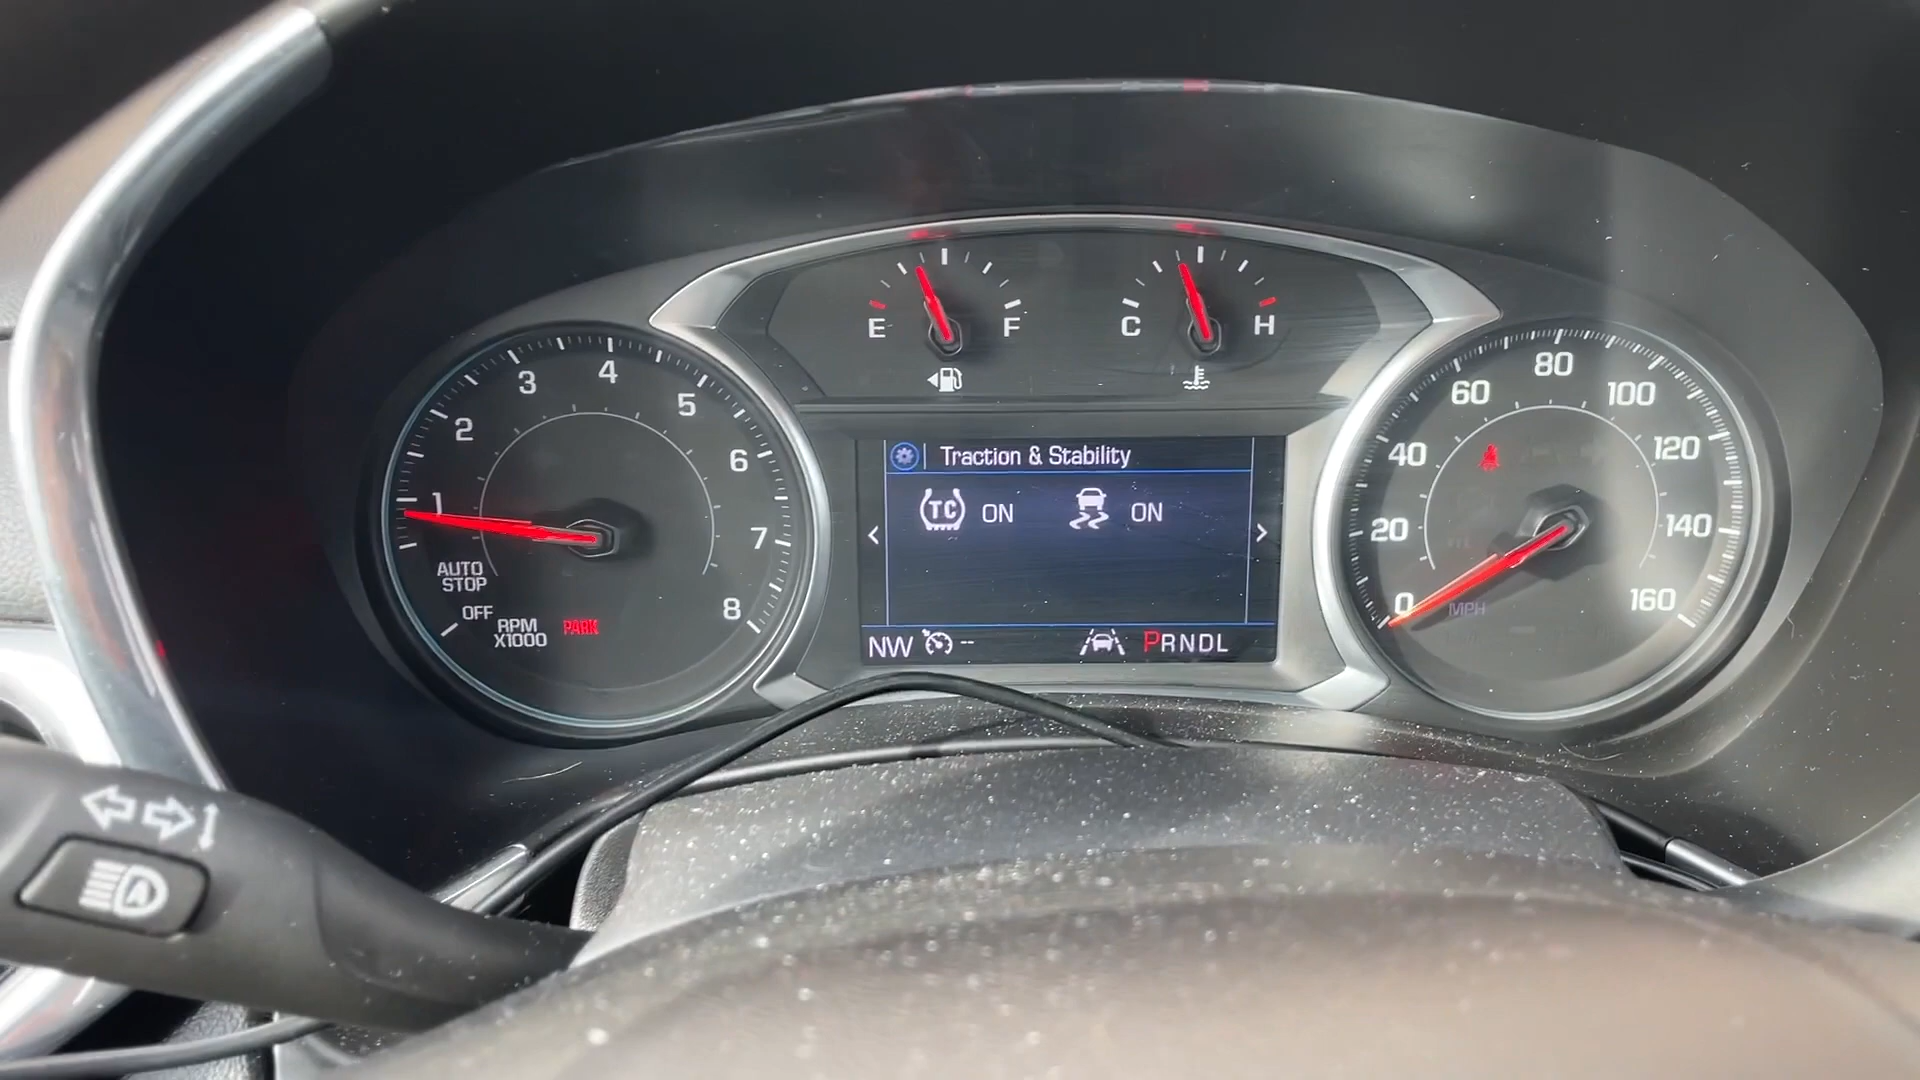 E F
C H
1 2 3 4 5 6 7 8
AUTO
STOP
OFF
RPM
X1000
PARK
Traction & Stability
TC ON ON
< >
NW -- PRNDL
0 20 40 60 80 100 120 140 160
MPH